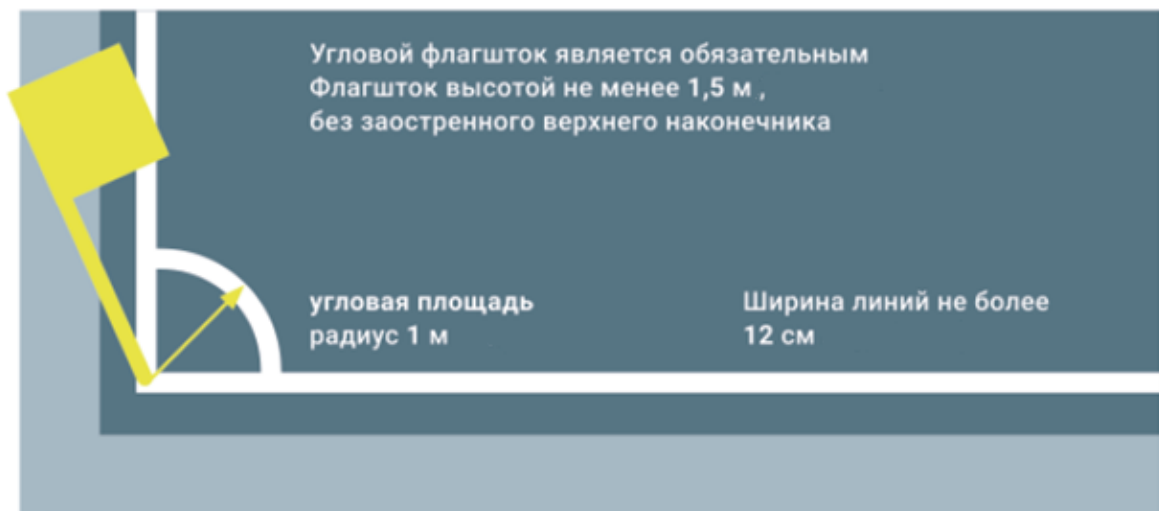 Угловой флагшток является обязательным
Флагшток высотой не менее 1,5 м ,
без заостренного верхнего наконечника
угловая площадь
радиус 1 м
Ширина линий не более
12 см